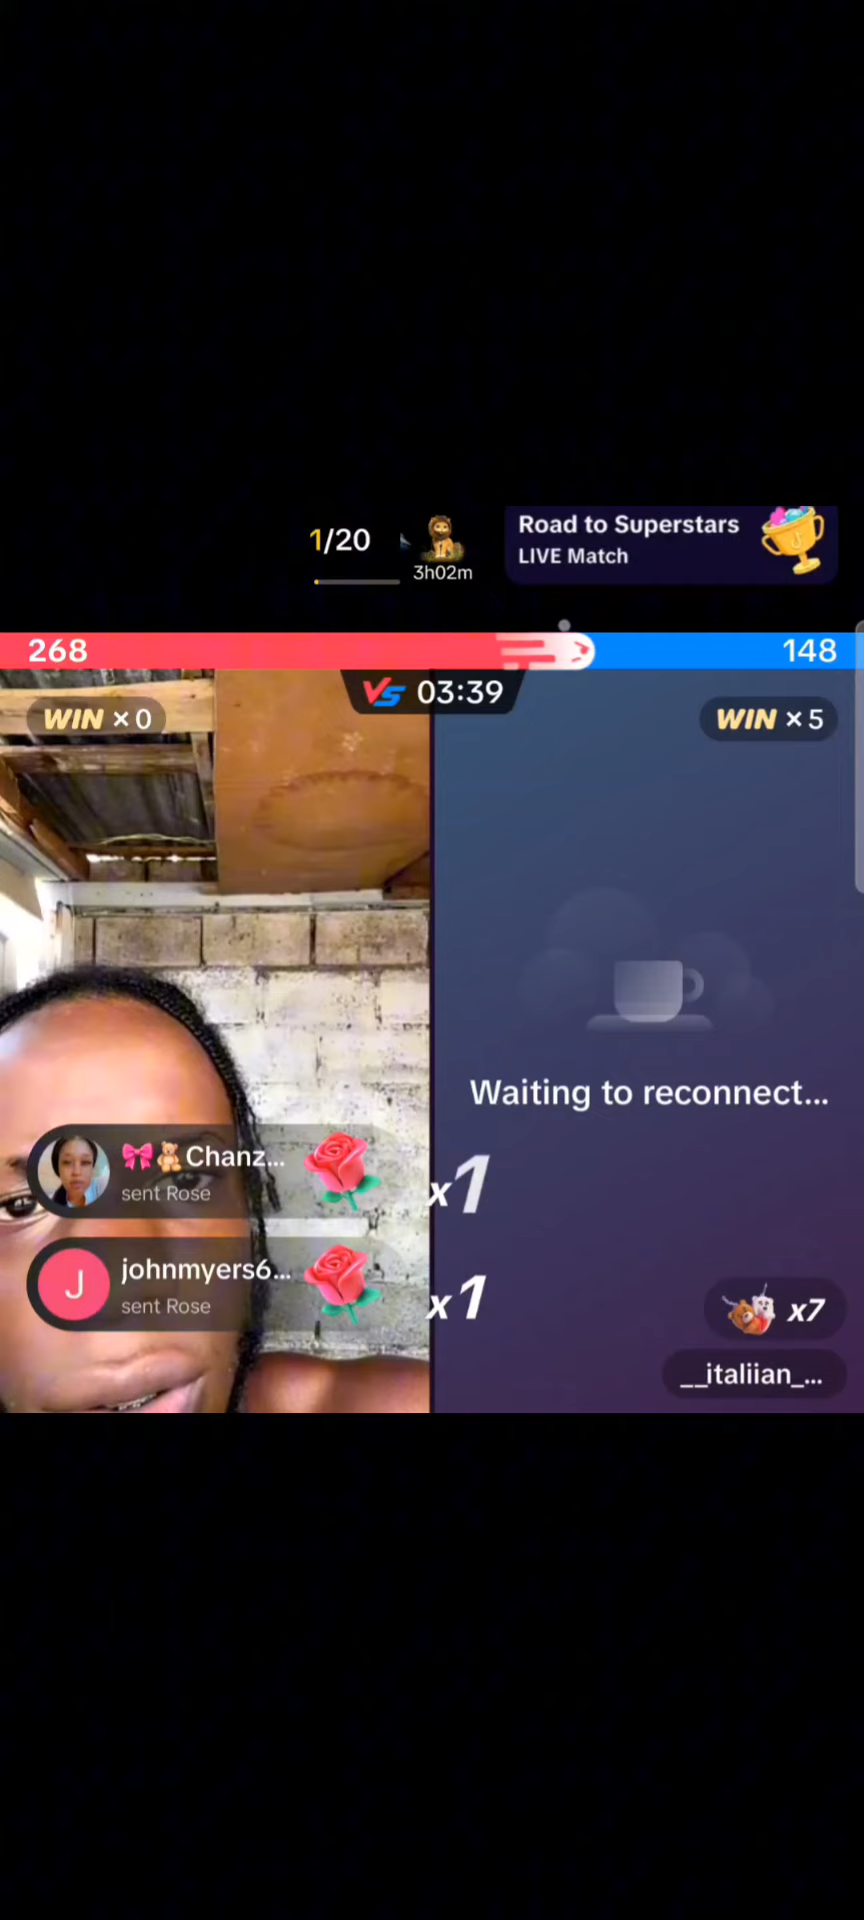 1/20
3h02m
Road to Superstars
LIVE Match
268
148
VS 03:39
WIN × 0
WIN × 5
Waiting to reconnect...
🎀🧸Chanz...
sent Rose
x1
johnmyers6...
sent Rose
x1
J
x7
__italiian_...